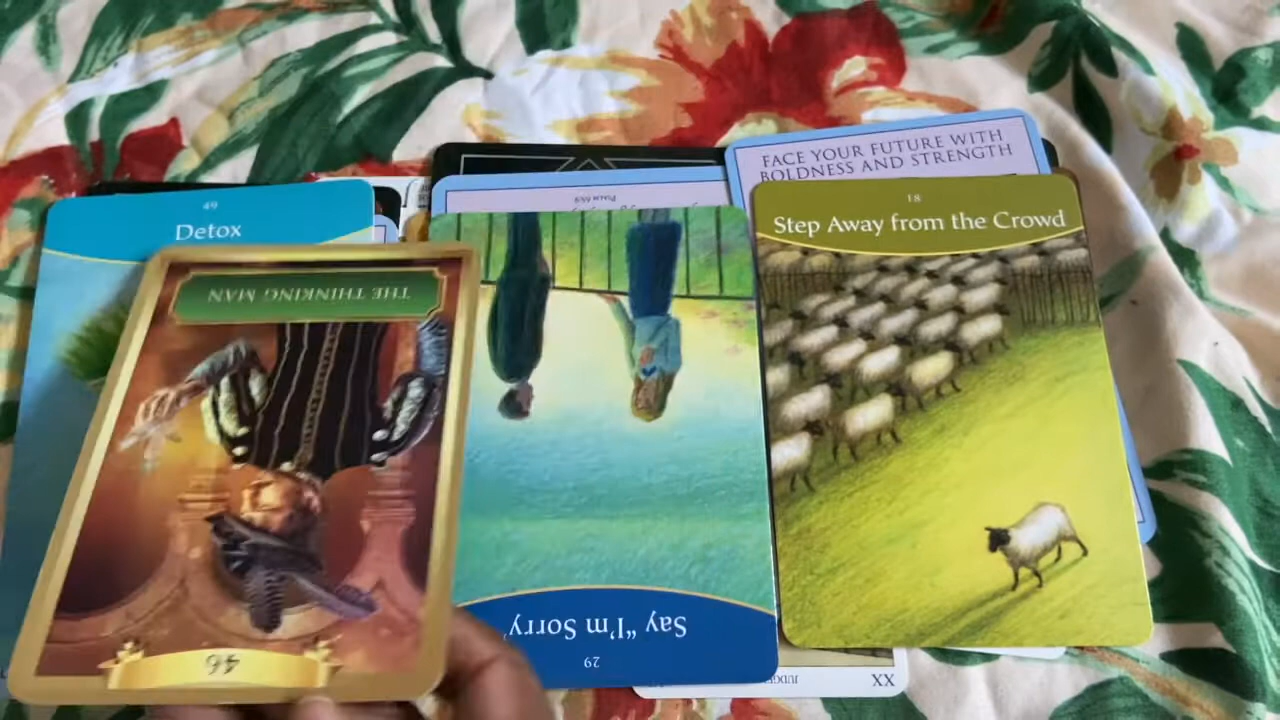 FACE YOUR FUTURE WITH
BOLDNESS AND STRENGTH
49
Detox
18
Step Away from the Crowd
THE THINKING MAN
46
Say "I'm Sorry"
29
XX